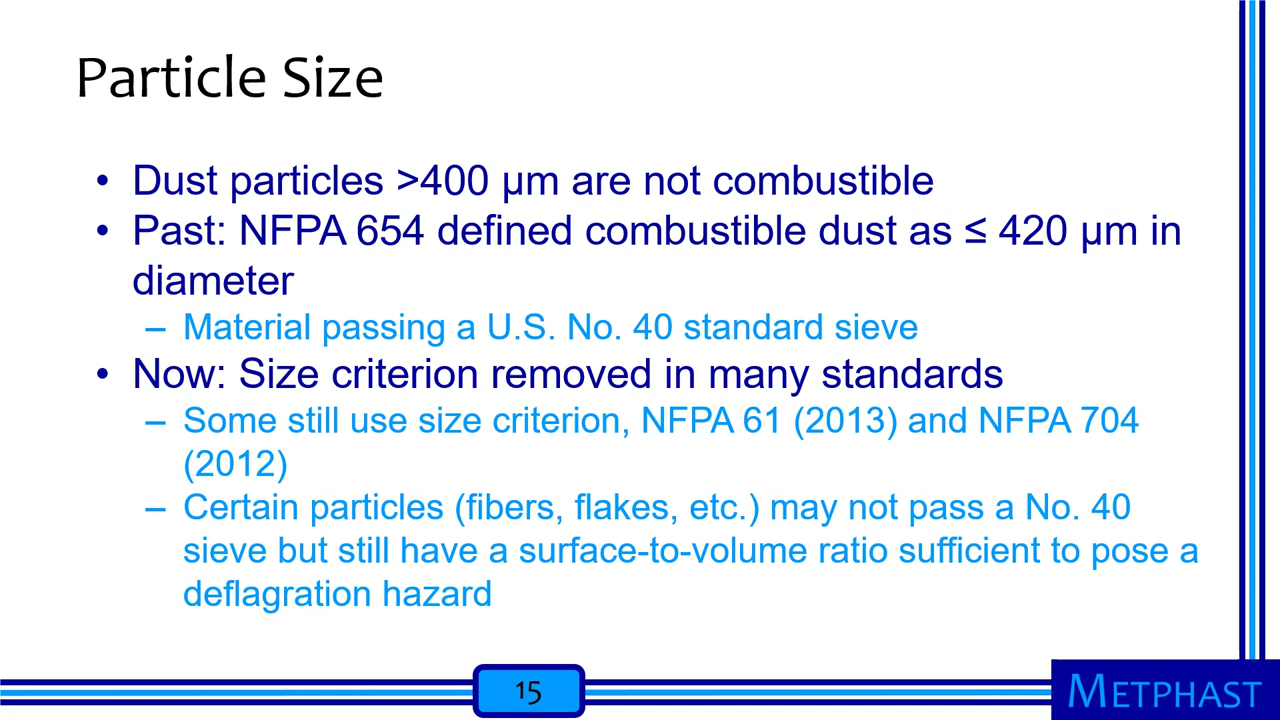 Particle Size
• Dust particles >400 µm are not combustible
• Past: NFPA 654 defined combustible dust as ≤ 420 µm in
diameter
– Material passing a U.S. No. 40 standard sieve
• Now: Size criterion removed in many standards
– Some still use size criterion, NFPA 61 (2013) and NFPA 704
(2012)
– Certain particles (fibers, flakes, etc.) may not pass a No. 40
sieve but still have a surface-to-volume ratio sufficient to pose a
deflagration hazard
15
METPHAST